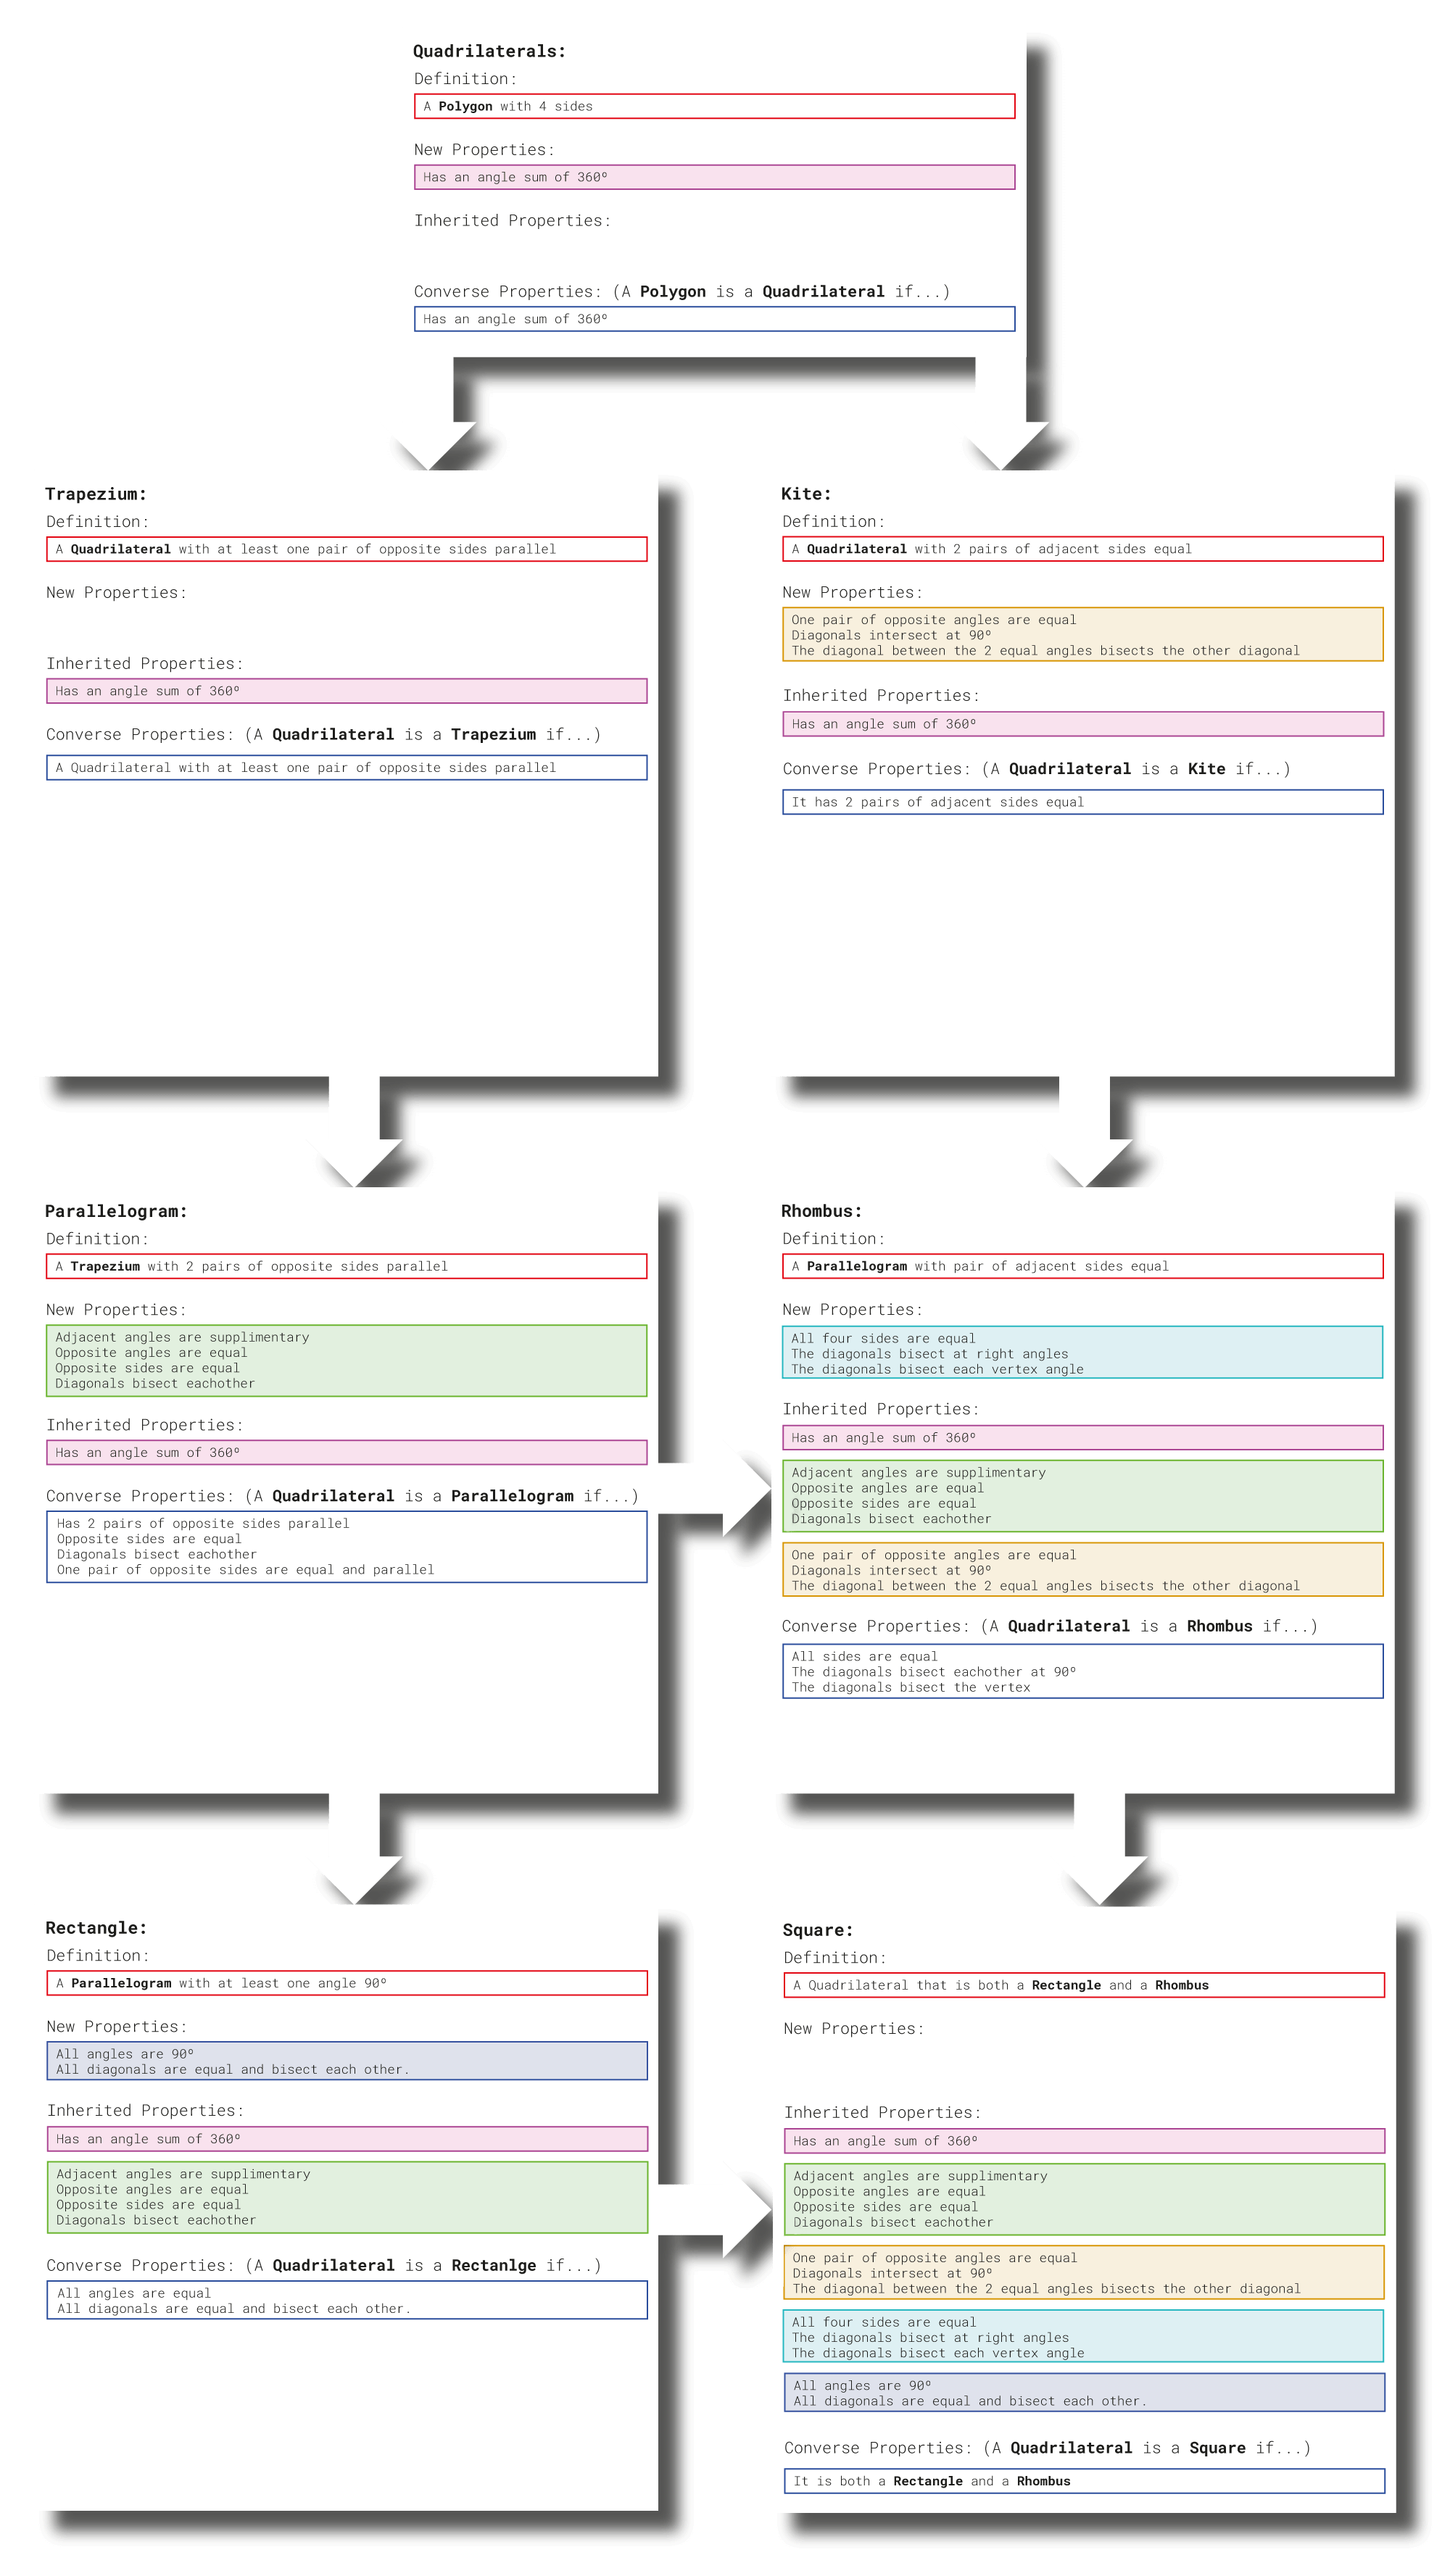 Quadrilaterals:
Definition:
A Polygon with 4 sides
New Properties:
Has an angle sum of 360º
Inherited Properties:
Converse Properties: (A Polygon is a Quadrilateral if...)
Has an angle sum of 360º
Trapezium:
Definition:
A Quadrilateral with at least one pair of opposite sides parallel
New Properties:
Inherited Properties:
Has an angle sum of 360º
Converse Properties: (A Quadrilateral is a Trapezium if...)
A Quadrilateral with at least one pair of opposite sides parallel
Kite:
Definition:
A Quadrilateral with 2 pairs of adjacent sides equal
New Properties:
One pair of opposite angles are equal
Diagonals intersect at 90º
The diagonal between the 2 equal angles bisects the other diagonal
Inherited Properties:
Has an angle sum of 360º
Converse Properties: (A Quadrilateral is a Kite if...)
It has 2 pairs of adjacent sides equal
Parallelogram:
Definition:
A Trapezium with 2 pairs of opposite sides parallel
New Properties:
Adjacent angles are supplimentary
Opposite angles are equal
Opposite sides are equal
Diagonals bisect eachother
Inherited Properties:
Has an angle sum of 360º
Converse Properties: (A Quadrilateral is a Parallelogram if...)
Has 2 pairs of opposite sides parallel
Opposite sides are equal
Diagonals bisect eachother
One pair of opposite sides are equal and parallel
Rhombus:
Definition:
A Parallelogram with pair of adjacent sides equal
New Properties:
All four sides are equal
The diagonals bisect at right angles
The diagonals bisect each vertex angle
Inherited Properties:
Has an angle sum of 360º
Adjacent angles are supplimentary
Opposite angles are equal
Opposite sides are equal
Diagonals bisect eachother
One pair of opposite angles are equal
Diagonals intersect at 90º
The diagonal between the 2 equal angles bisects the other diagonal
Converse Properties: (A Quadrilateral is a Rhombus if...)
All sides are equal
The diagonals bisect eachother at 90º
The diagonals bisect the vertex
Rectangle:
Definition:
A Parallelogram with at least one angle 90º
New Properties:
All angles are 90º
All diagonals are equal and bisect each other.
Inherited Properties:
Has an angle sum of 360º
Adjacent angles are supplimentary
Opposite angles are equal
Opposite sides are equal
Diagonals bisect eachother
Converse Properties: (A Quadrilateral is a Rectanlge if...)
All angles are equal
All diagonals are equal and bisect each other.
Square:
Definition:
A Quadrilateral that is both a Rectangle and a Rhombus
New Properties:
Inherited Properties:
Has an angle sum of 360º
Adjacent angles are supplimentary
Opposite angles are equal
Opposite sides are equal
Diagonals bisect eachother
One pair of opposite angles are equal
Diagonals intersect at 90º
The diagonal between the 2 equal angles bisects the other diagonal
All four sides are equal
The diagonals bisect at right angles
The diagonals bisect each vertex angle
All angles are 90º
All diagonals are equal and bisect each other.
Converse Properties: (A Quadrilateral is a Square if...)
It is both a Rectangle and a Rhombus